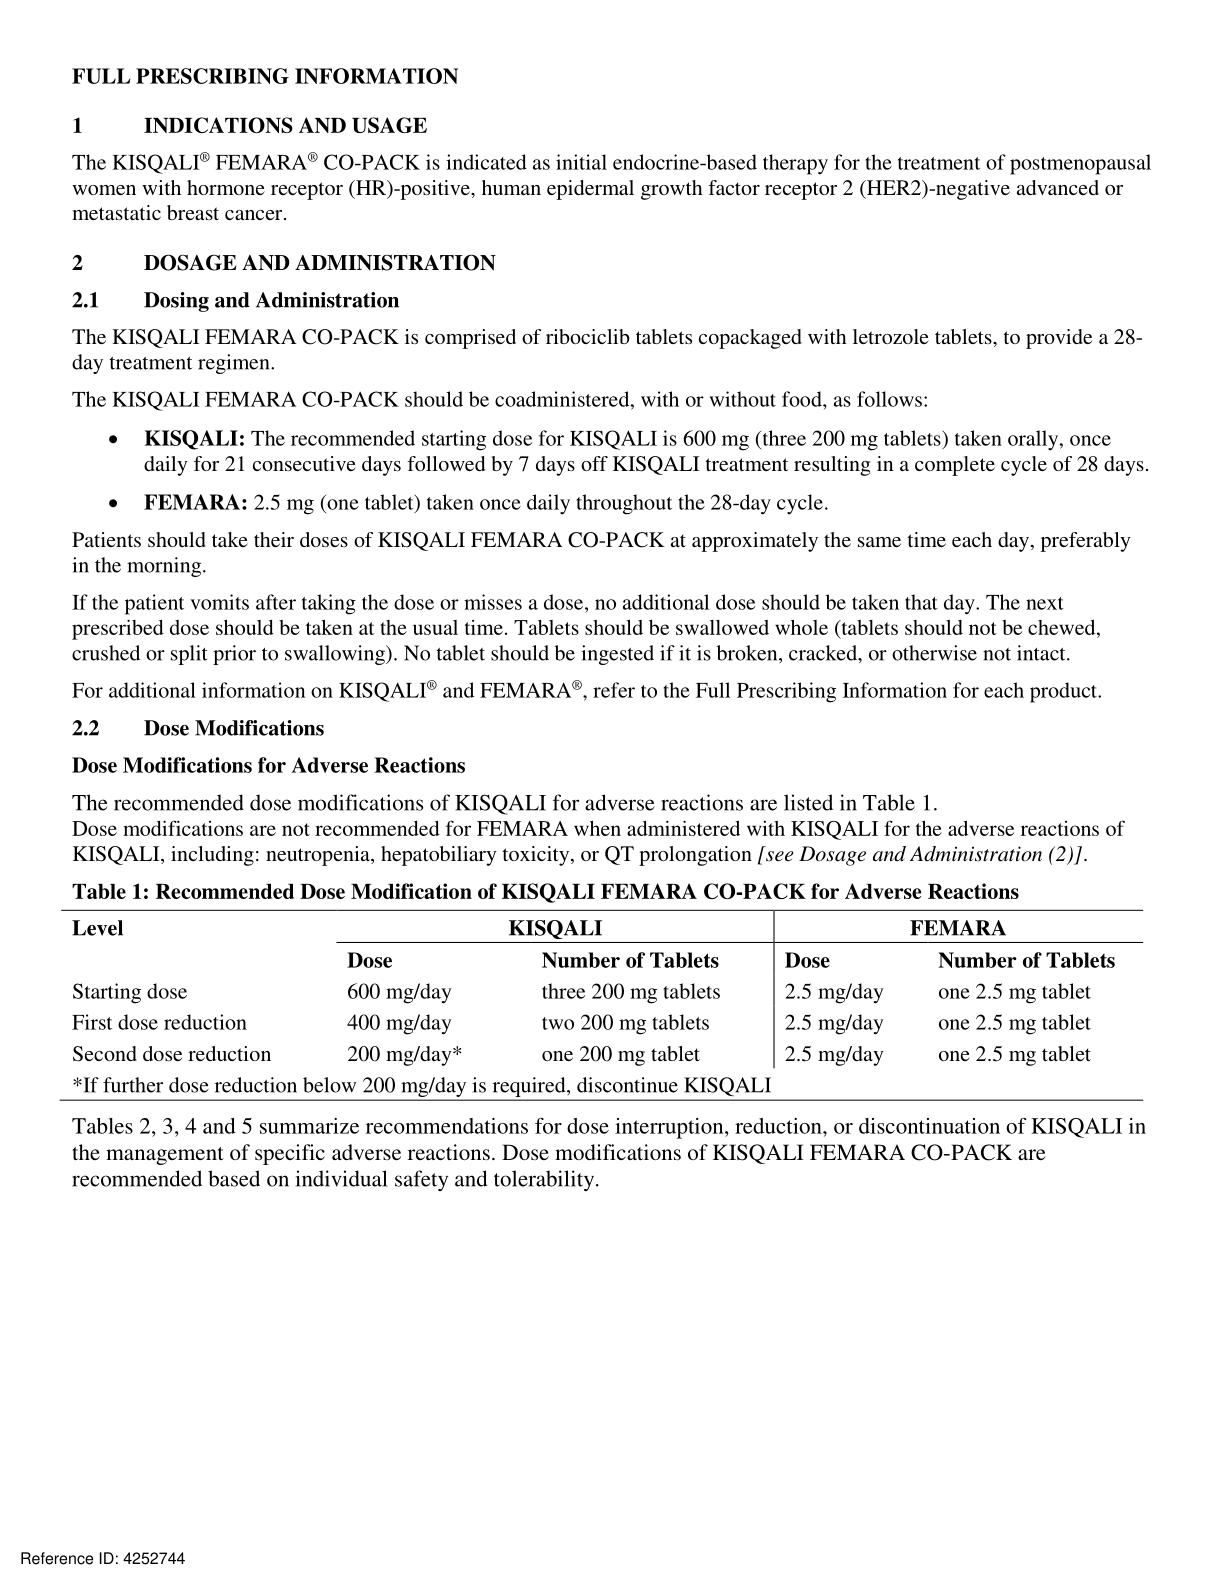 FULL PRESCRIBING INFORMATION
1 INDICATIONS AND USAGE
The KISQALI® FEMARA® CO-PACK is indicated as initial endocrine-based therapy for the treatment of postmenopausal
women with hormone receptor (HR)-positive, human epidermal growth factor receptor 2 (HER2)-negative advanced or
metastatic breast cancer.
2 DOSAGE AND ADMINISTRATION
2.1 Dosing and Administration
The KISQALI FEMARA CO-PACK is comprised of ribociclib tablets copackaged with letrozole tablets, to provide a 28-
day treatment regimen.
The KISQALI FEMARA CO-PACK should be coadministered, with or without food, as follows:
• KISQALI: The recommended starting dose for KISQALI is 600 mg (three 200 mg tablets) taken orally, once
daily for 21 consecutive days followed by 7 days off KISQALI treatment resulting in a complete cycle of 28 days.
• FEMARA: 2.5 mg (one tablet) taken once daily throughout the 28-day cycle.
Patients should take their doses of KISQALI FEMARA CO-PACK at approximately the same time each day, preferably
in the morning.
If the patient vomits after taking the dose or misses a dose, no additional dose should be taken that day. The next
prescribed dose should be taken at the usual time. Tablets should be swallowed whole (tablets should not be chewed,
crushed or split prior to swallowing). No tablet should be ingested if it is broken, cracked, or otherwise not intact.
For additional information on KISQALI® and FEMARA®, refer to the Full Prescribing Information for each product.
2.2 Dose Modifications
Dose Modifications for Adverse Reactions
The recommended dose modifications of KISQALI for adverse reactions are listed in Table 1.
Dose modifications are not recommended for FEMARA when administered with KISQALI for the adverse reactions of
KISQALI, including: neutropenia, hepatobiliary toxicity, or QT prolongation [see Dosage and Administration (2)].
Table 1: Recommended Dose Modification of KISQALI FEMARA CO-PACK for Adverse Reactions
Level KISQALI FEMARA
Dose Number of Tablets Dose Number of Tablets
Starting dose 600 mg/day three 200 mg tablets 2.5 mg/day one 2.5 mg tablet
First dose reduction 400 mg/day two 200 mg tablets 2.5 mg/day one 2.5 mg tablet
Second dose reduction 200 mg/day* one 200 mg tablet 2.5 mg/day one 2.5 mg tablet
*If further dose reduction below 200 mg/day is required, discontinue KISQALI
Tables 2, 3, 4 and 5 summarize recommendations for dose interruption, reduction, or discontinuation of KISQALI in
the management of specific adverse reactions. Dose modifications of KISQALI FEMARA CO-PACK are
recommended based on individual safety and tolerability.
Reference ID: 4252744